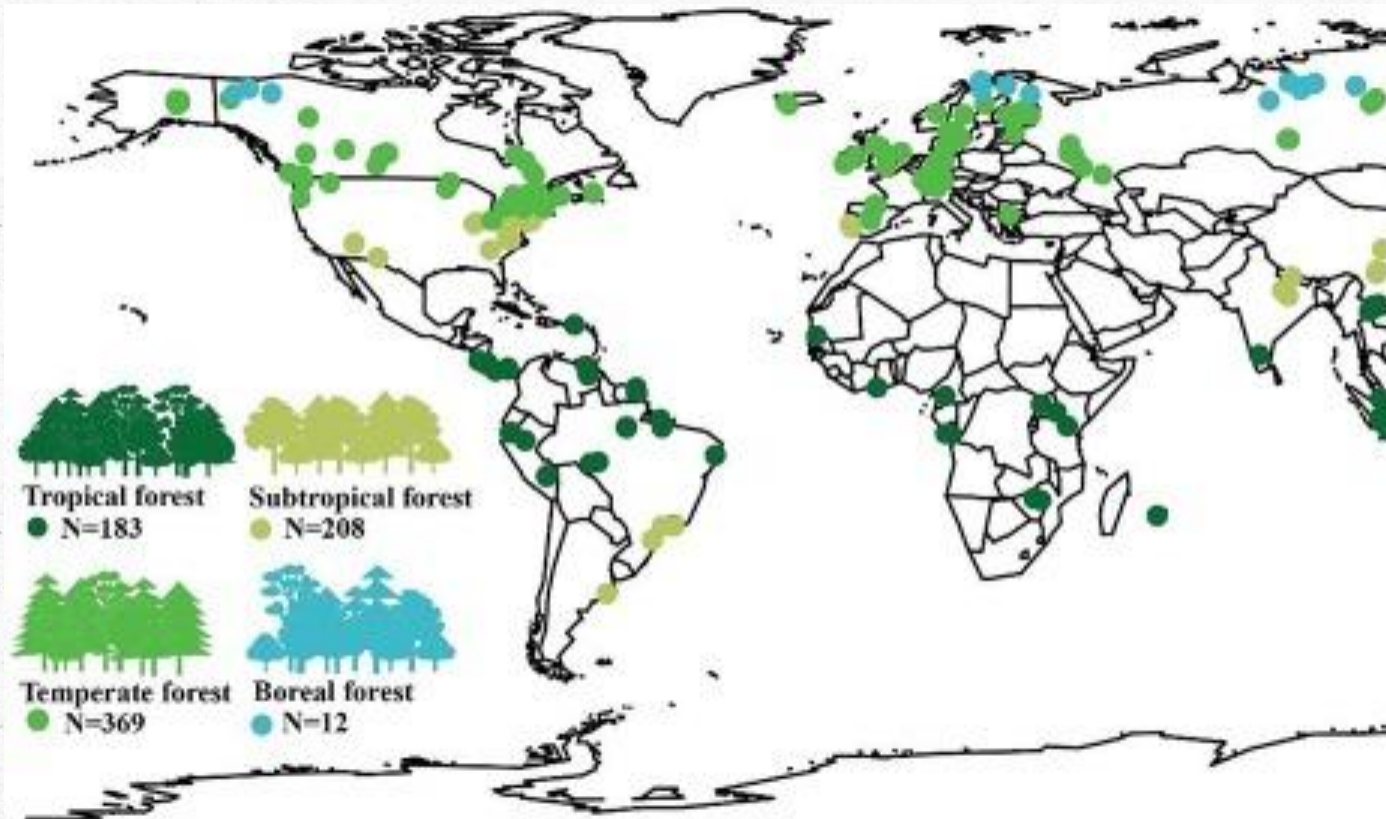 Tropical forest
N=183
Subtropical forest
N=208
Temperate forest
N=369
Boreal forest
N=12